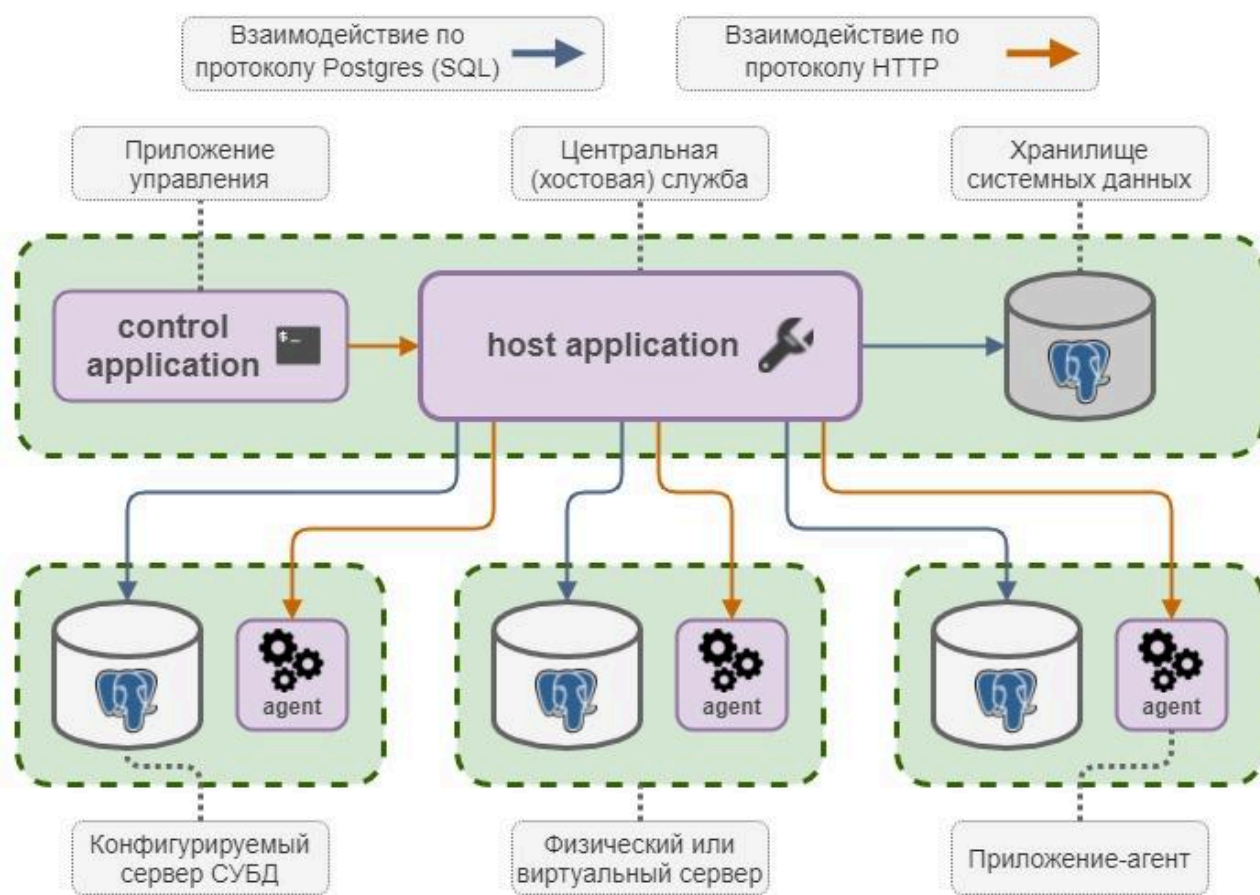 Взаимодействие по
протоколу Postgres (SQL)
Взаимодействие по
протоколу HTTP
Приложение
управления
Центральная
(хостовая) служба
Хранилище
системных данных
control
application
$_
host application
agent
agent
agent
Конфигурируемый
сервер СУБД
Физический или
виртуальный сервер
Приложение-агент